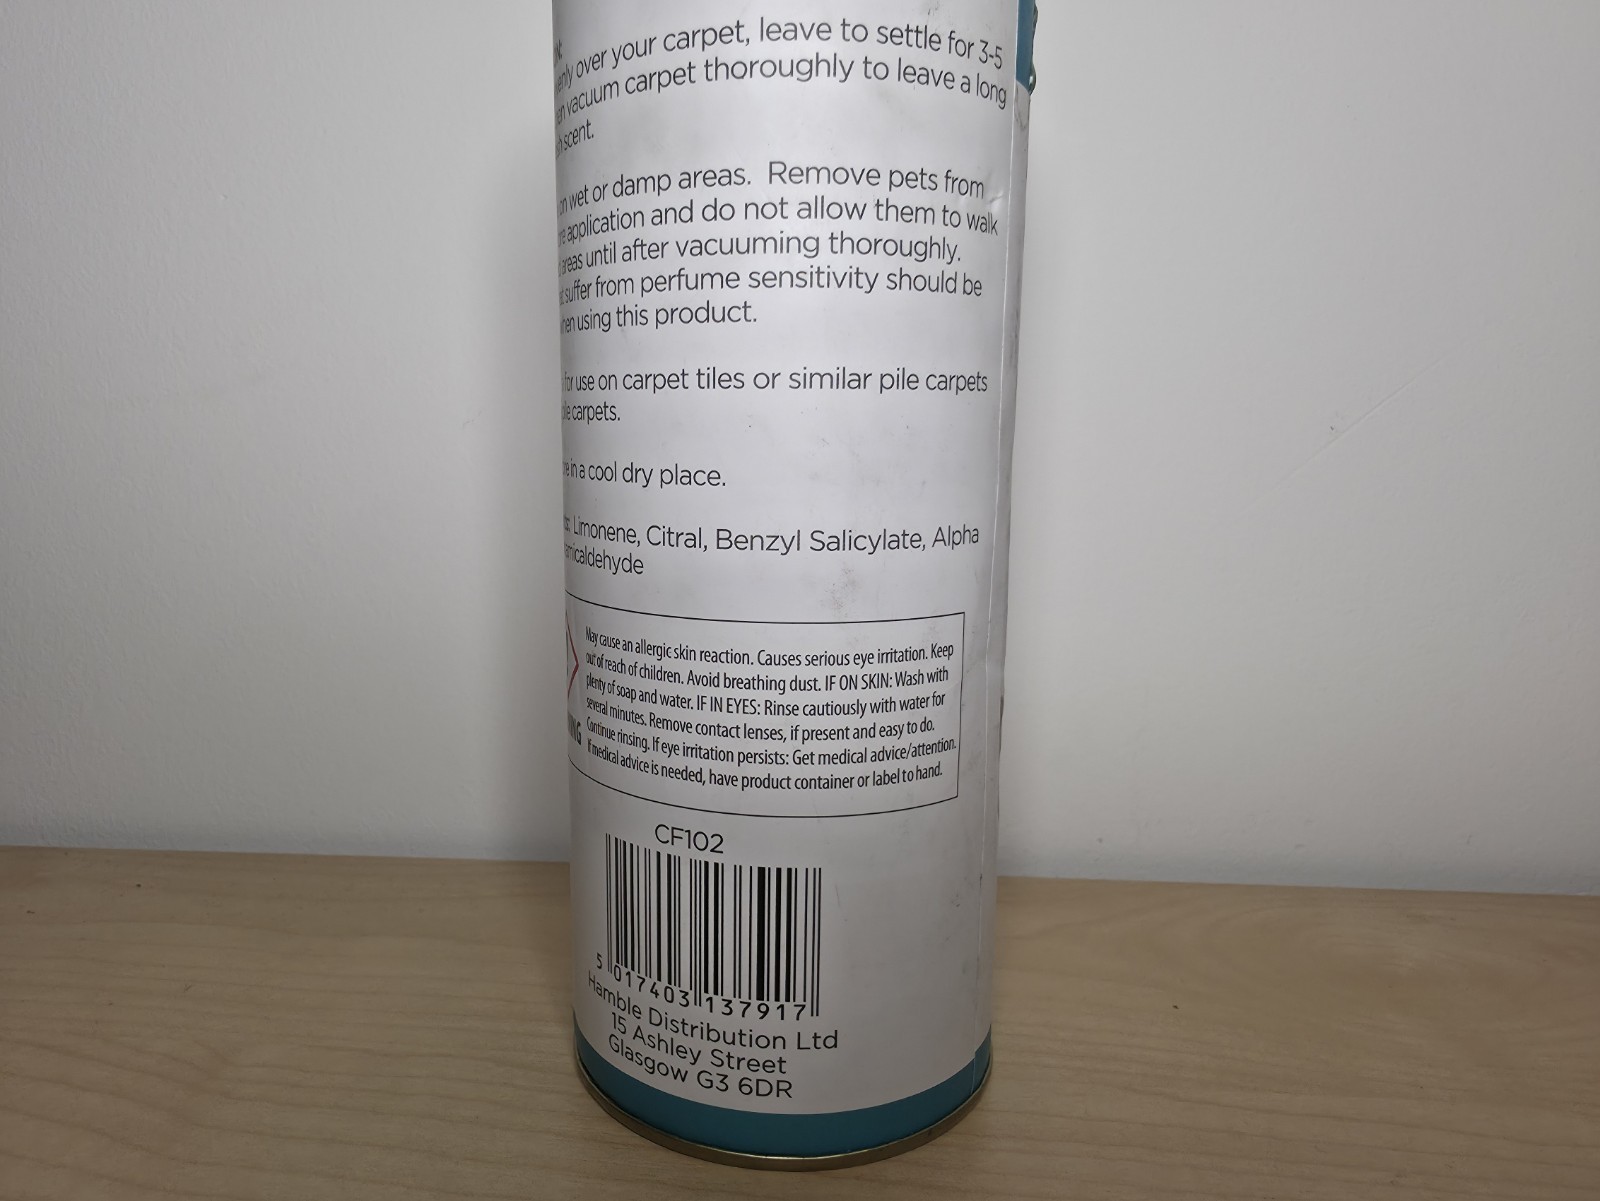 over your carpet, leave to settle for 3-5
vacuum carpet thoroughly to leave a long
scent.
wet or damp areas. Remove pets from
application and do not allow them to walk
areas until after vacuuming thoroughly.
suffer from perfume sensitivity should be
using this product.
for use on carpet tiles or similar pile carpets
carpets.
in a cool dry place.
Limonene, Citral, Benzyl Salicylate, Alpha
May cause an allergic skin reaction. Causes serious eye irritation. Keep
out of reach of children. Avoid breathing dust. IF ON SKIN: Wash with
plenty of soap and water. IF IN EYES: Rinse cautiously with water for
several minutes. Remove contact lenses, if present and easy to do.
Continue rinsing. If eye irritation persists: Get medical advice/attention.
If medical advice is needed, have product container or label to hand.
CF102
5 017403 137917
Hamble Distribution Ltd
15 Ashley Street
Glasgow G3 6DR